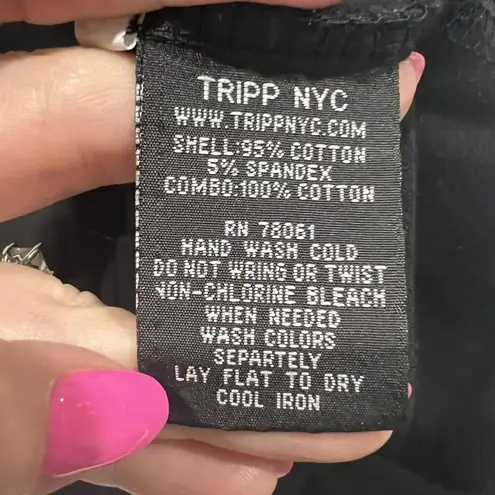 TRIPP NYC
WWW.TRIPPNYC.COM
SHELL:95% COTTON
5% SPANDEX
COMBO:100% COTTON
RN 78061
HAND WASH COLD
DO NOT WRING OR TWIST
NON-CHLORINE BLEACH
WHEN NEEDED
WASH COLORS
SEPARTELY
LAY FLAT TO DRY
COOL IRON